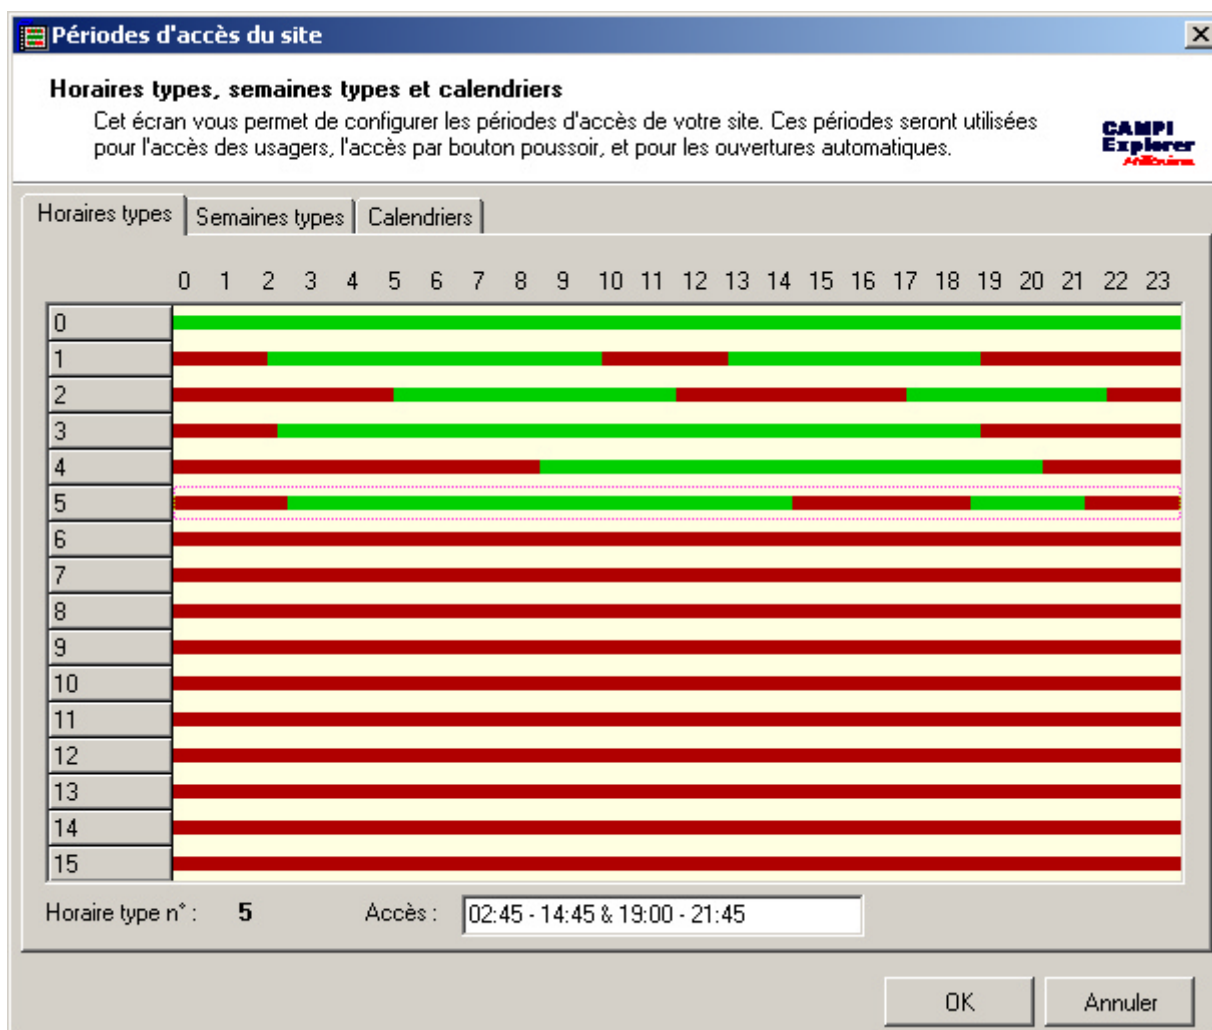 Périodes d'accès du site
Horaires types, semaines types et calendriers
Cet écran vous permet de configurer les périodes d'accès de votre site. Ces périodes seront utilisées
pour l'accès des usagers, l'accès par bouton poussoir, et pour les ouvertures automatiques.
CAMPI
Explorer
Horaires types Semaines types Calendriers
0 1 2 3 4 5 6 7 8 9 10 11 12 13 14 15 16 17 18 19 20 21 22 23
0
1
2
3
4
5
6
7
8
9
10
11
12
13
14
15
Horaire type n° : 5 Accès : 02:45 - 14:45 & 19:00 - 21:45
OK Annuler